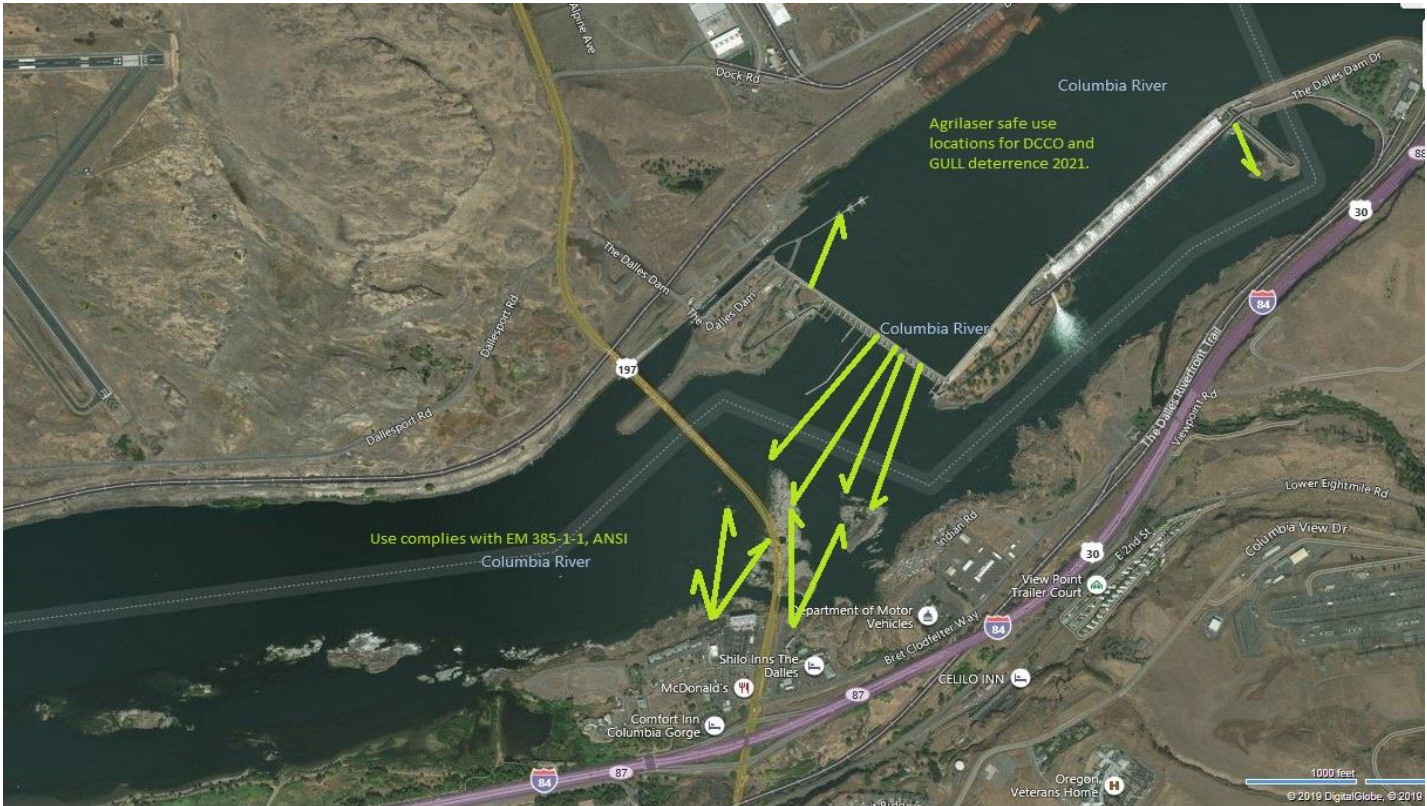 Alpine Ave
Dock Rd
Columbia River
The Dalles Dam Dr
88
Agrilaser safe use
locations for DCCO and
GULL deterrence 2021.
30
The Dalles Dam
The Dalles Dam
84
Dallesport Rd
Columbia River
197
The Dalles Riverfront Trail
Viewpoint Rd
Dallesport Rd
Lower Eightmile Rd
Columbia View Dr
Indian Rd
E 2nd St
Use complies with EM 385-1-1, ANSI
Columbia River
30
View Point
Trailer Court
Department of Motor
Vehicles
84
Bret Clodfelter Way
Shilo Inns The
Dalles
McDonald's
CELILO INN
87
Comfort Inn
Columbia Gorge
87
84
Oregon
Veterans Home
H
1000 feet
© 2019 DigitalGlobe, © 2019